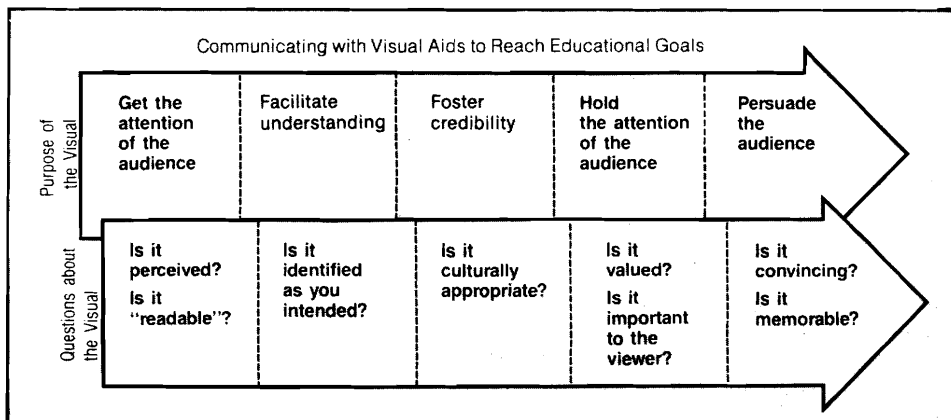 Communicating with Visual Aids to Reach Educational Goals
Purpose of
the Visual
Get the
attention
of the
audience
Facilitate
understanding
Foster
credibility
Hold
the attention
of the
audience
Persuade
the
audience
Questions about
the Visual
Is it
perceived?
Is it
"readable"?
Is it
identified
as you
intended?
Is it
culturally
appropriate?
Is it
valued?
Is it
important
to the
viewer?
Is it
convincing?
Is it
memorable?